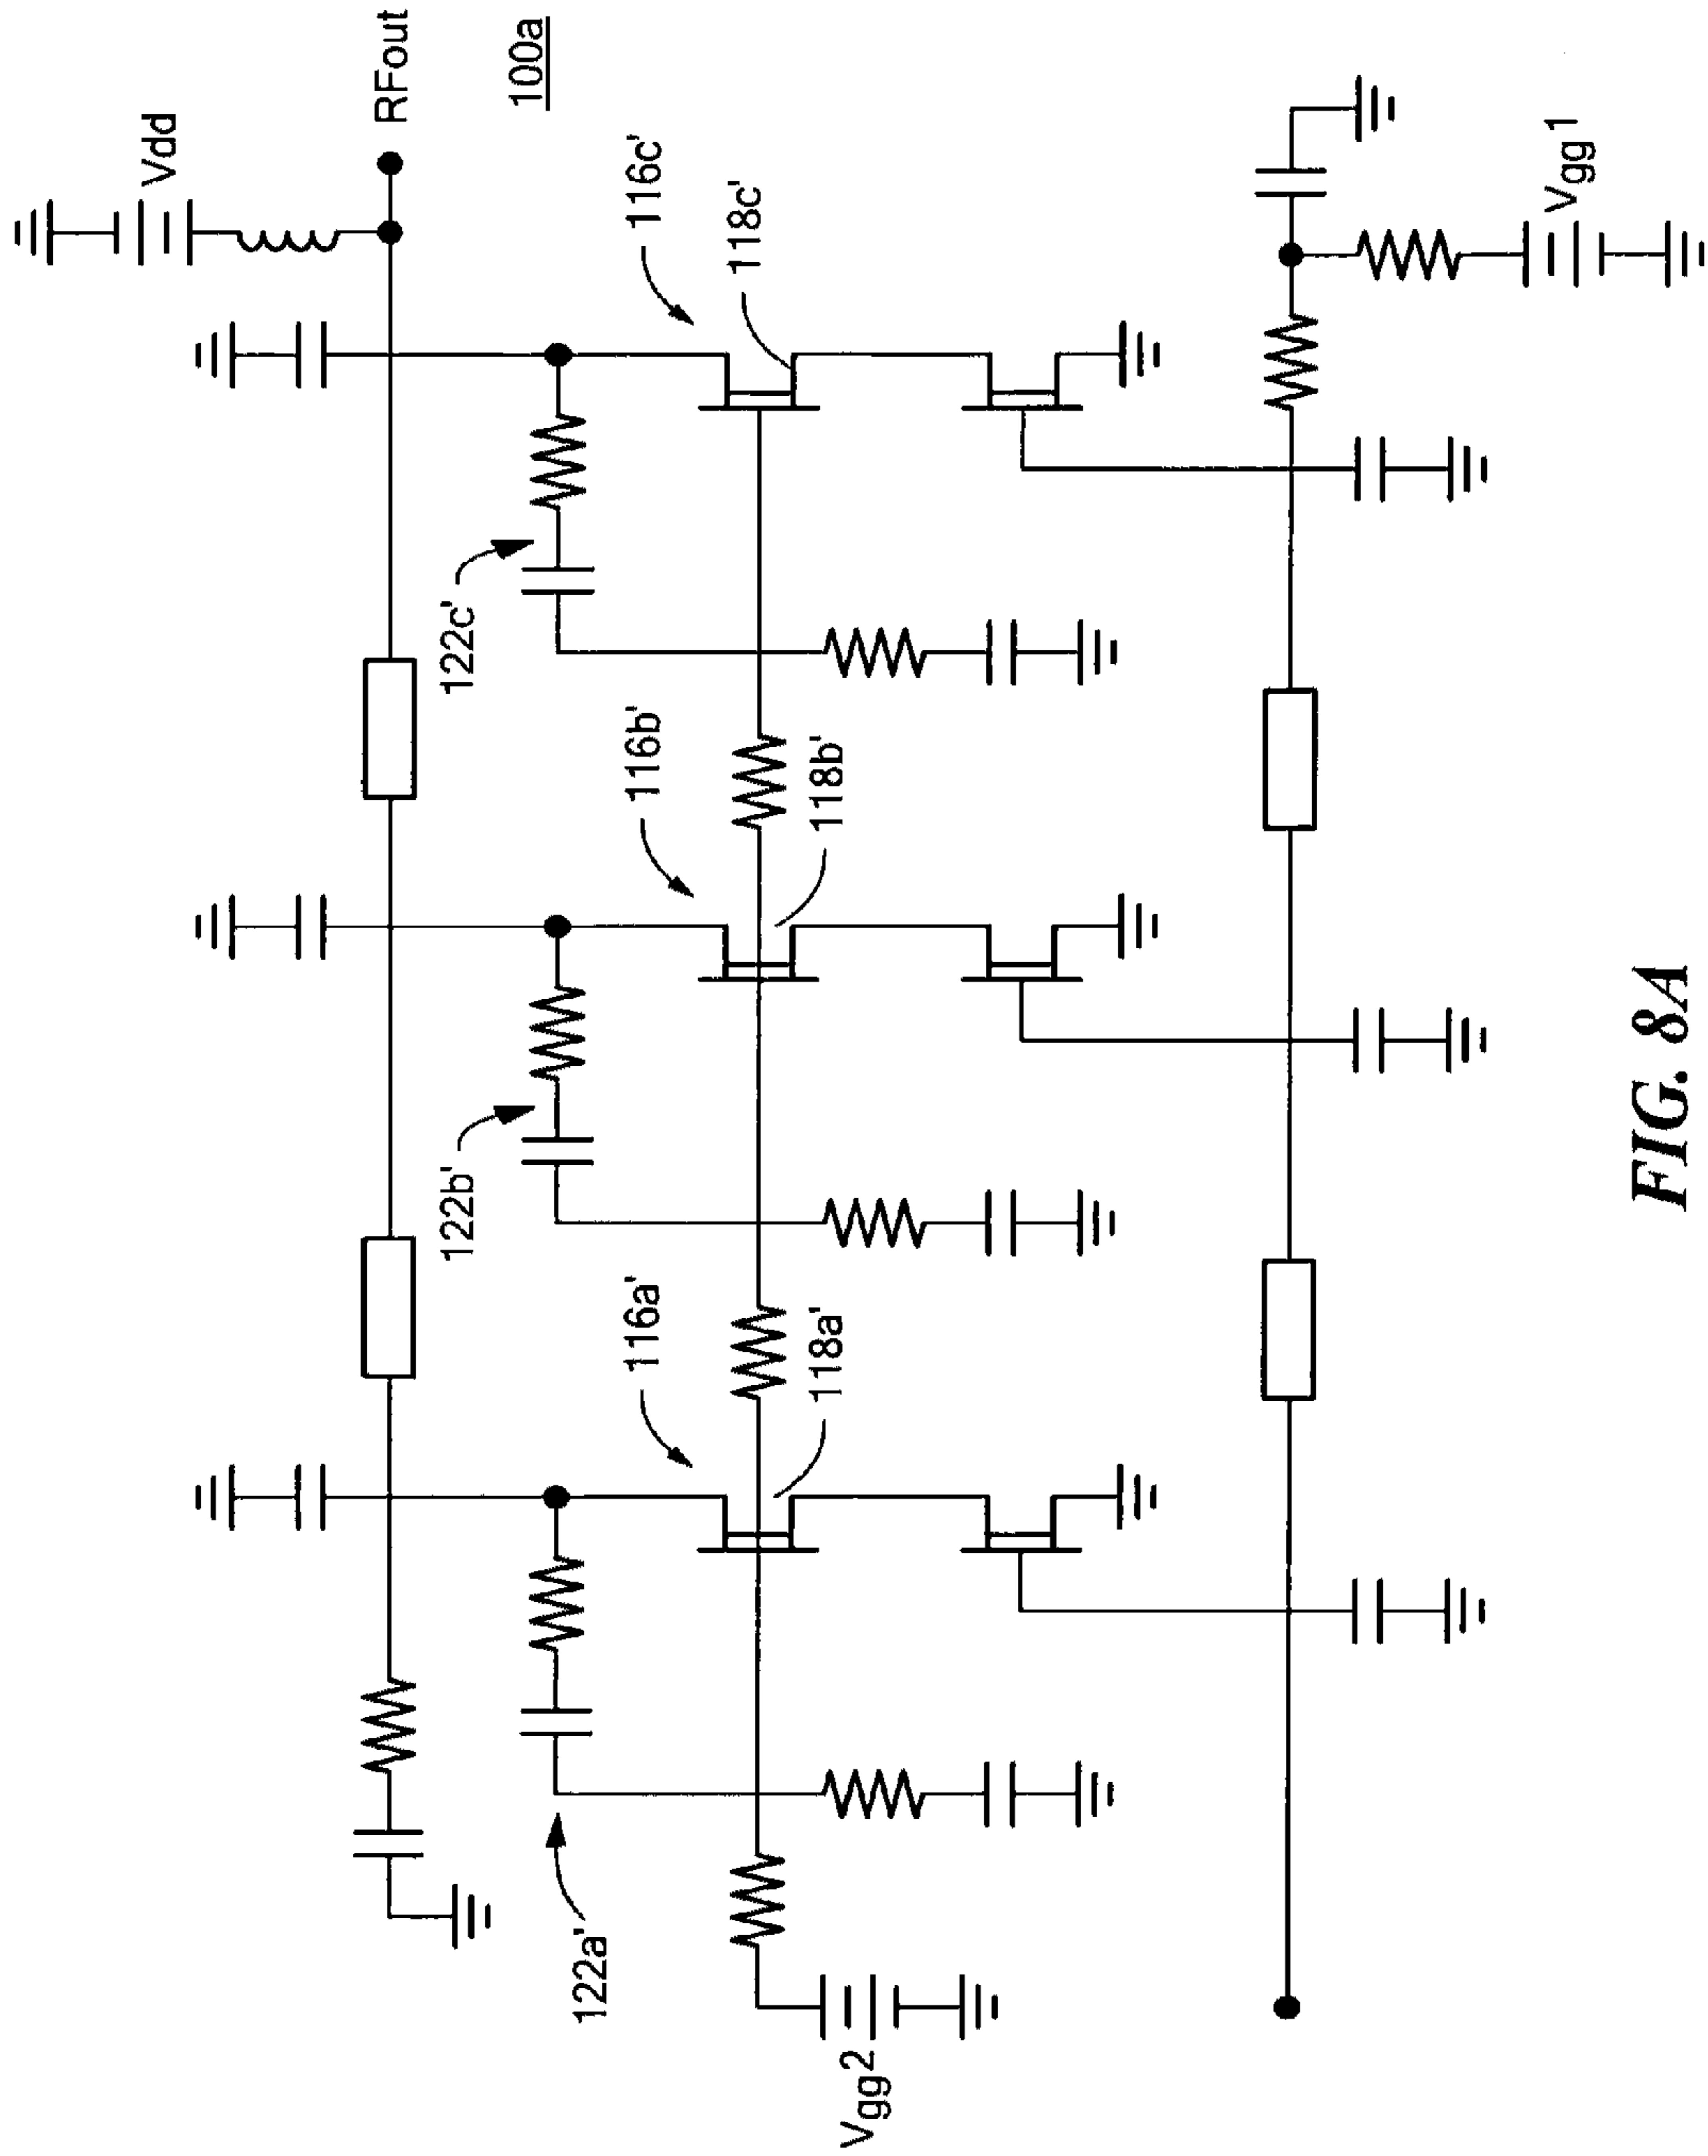 Vdd
RFout
100a
116c'
118c'
122c'
116b'
118b'
122b'
116a'
118a'
122a'
Vgg2
Vgg1
FIG. 8A